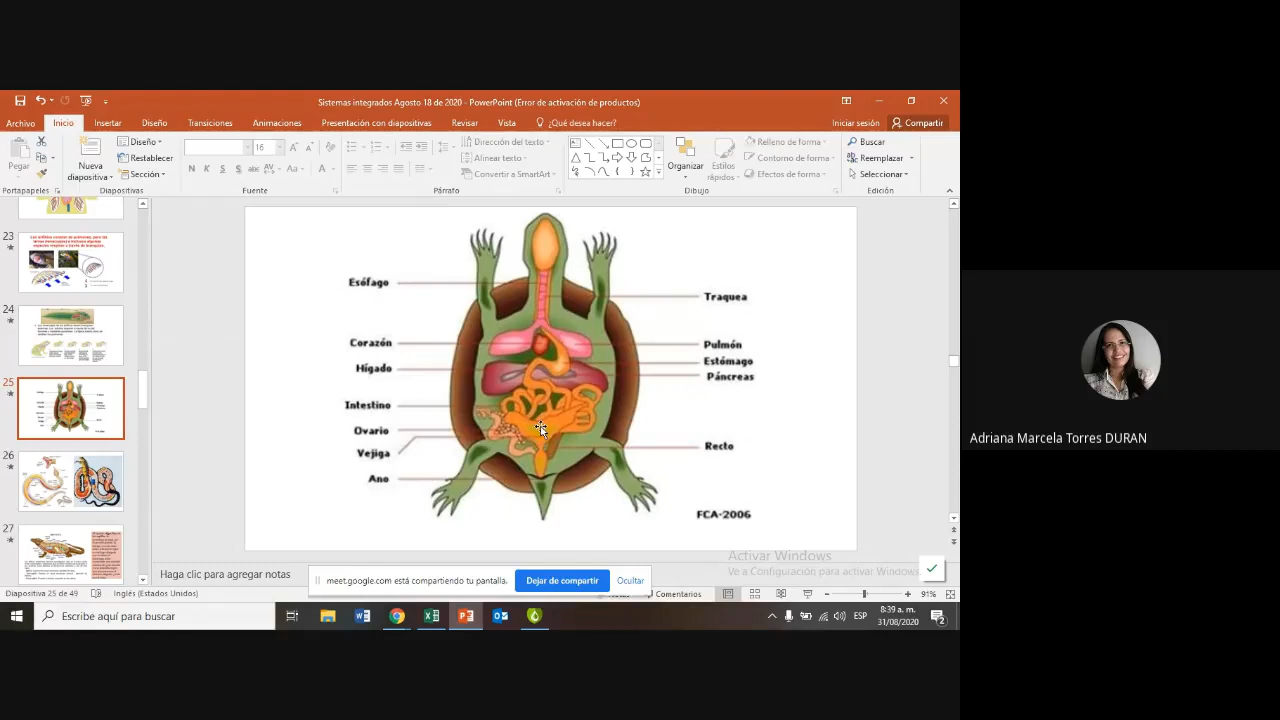 Sistemas integrados Agosto 18 de 2020 - PowerPoint (Error de activación de productos)
Archivo Inicio Insertar Diseño Transiciones Animaciones Presentación con diapositivas Revisar Vista ¿Qué desea hacer? Iniciar sesión Compartir
Pegar
Nueva diapositiva
Diseño
Restablecer
Sección
16
N K S abc AV Aa A
Dirección del texto
Alinear texto
Convertir a SmartArt
Organizar
Estilos rápidos
Relleno de forma
Contorno de forma
Efectos de forma
Buscar
Reemplazar
Seleccionar
Portapapeles Diapositivas Fuente Párrafo Dibujo Edición
23
24
25
26
27
Esófago
Traquea
Corazón
Pulmón
Estómago
Hígado
Páncreas
Intestino
Ovario
Recto
Vejiga
Ano
FCA-2006
Adriana Marcela Torres DURAN
Activar Windows
Ve a Configuración para activar Windows.
Haga clic para agregar notas
meet.google.com está compartiendo tu pantalla.
Dejar de compartir
Ocultar
Diapositiva 25 de 49
Inglés (Estados Unidos)
Comentarios
91%
Escribe aquí para buscar
ESP
8:39 a. m.
31/08/2020
2